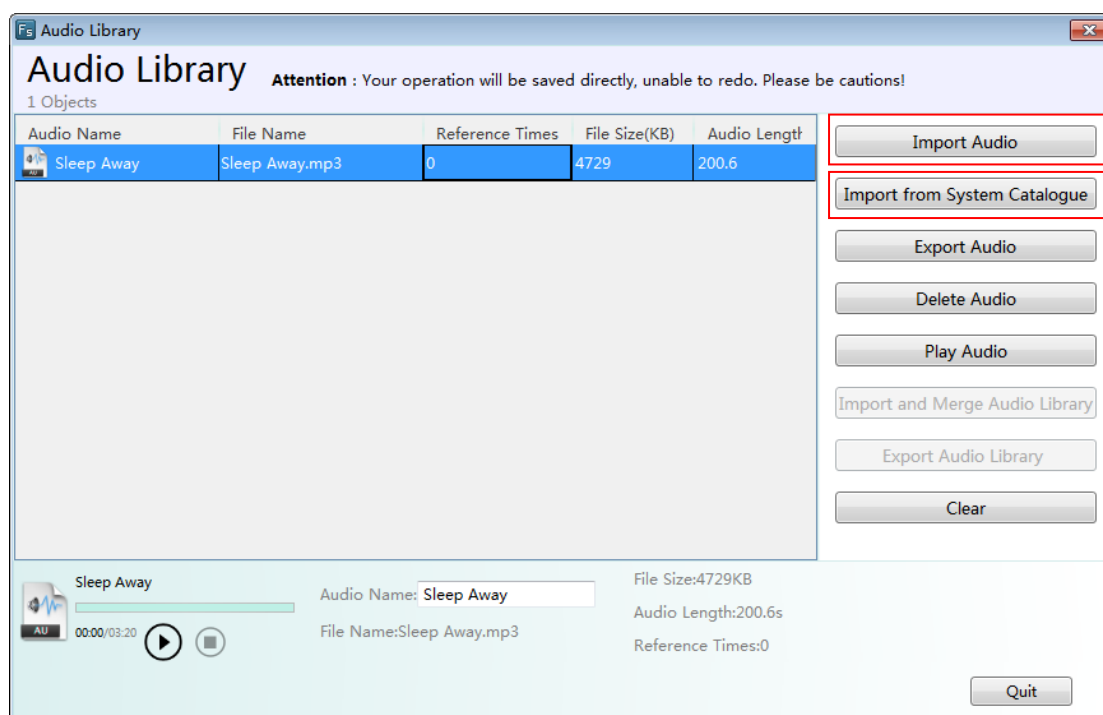 Fs Audio Library
Audio Library Attention : Your operation will be saved directly, unable to redo. Please be cautions!
1 Objects
Audio Name File Name Reference Times File Size(KB) Audio Length
AU Sleep Away Sleep Away.mp3 0 4729 200.6
Import Audio
Import from System Catalogue
Export Audio
Delete Audio
Play Audio
Import and Merge Audio Library
Export Audio Library
Clear
Sleep Away
AU 00:00/03:20
Audio Name: Sleep Away
File Name:Sleep Away.mp3
File Size:4729KB
Audio Length:200.6s
Reference Times:0
Quit